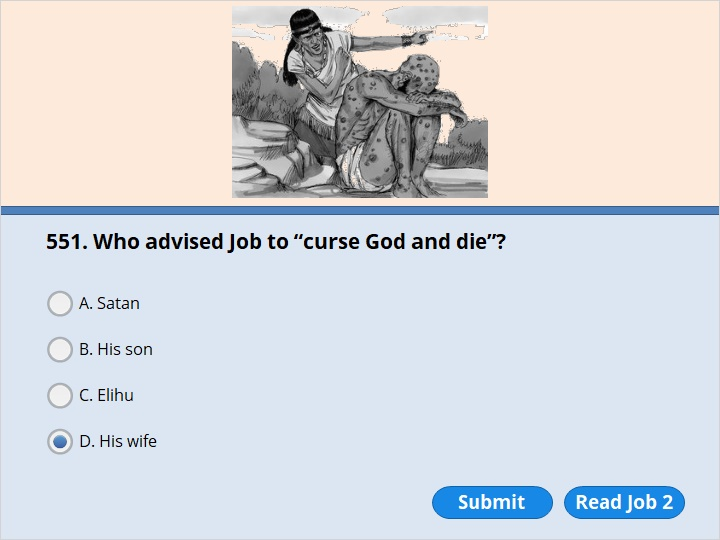 551. Who advised Job to “curse God and die”?
A. Satan
B. His son
C. Elihu
D. His wife
Submit
Read Job 2